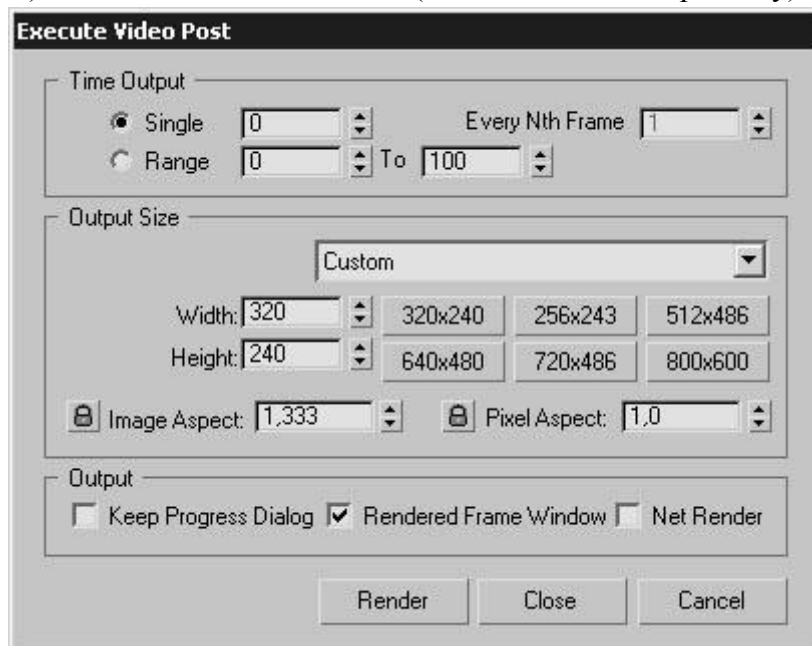 Execute Video Post
Time Output
Single 0 Every Nth Frame 1
Range 0 To 100
Output Size
Custom
Width: 320 320x240 256x243 512x486
Height: 240 640x480 720x486 800x600
Image Aspect: 1,333 Pixel Aspect: 1,0
Output
Keep Progress Dialog Rendered Frame Window Net Render
Render Close Cancel